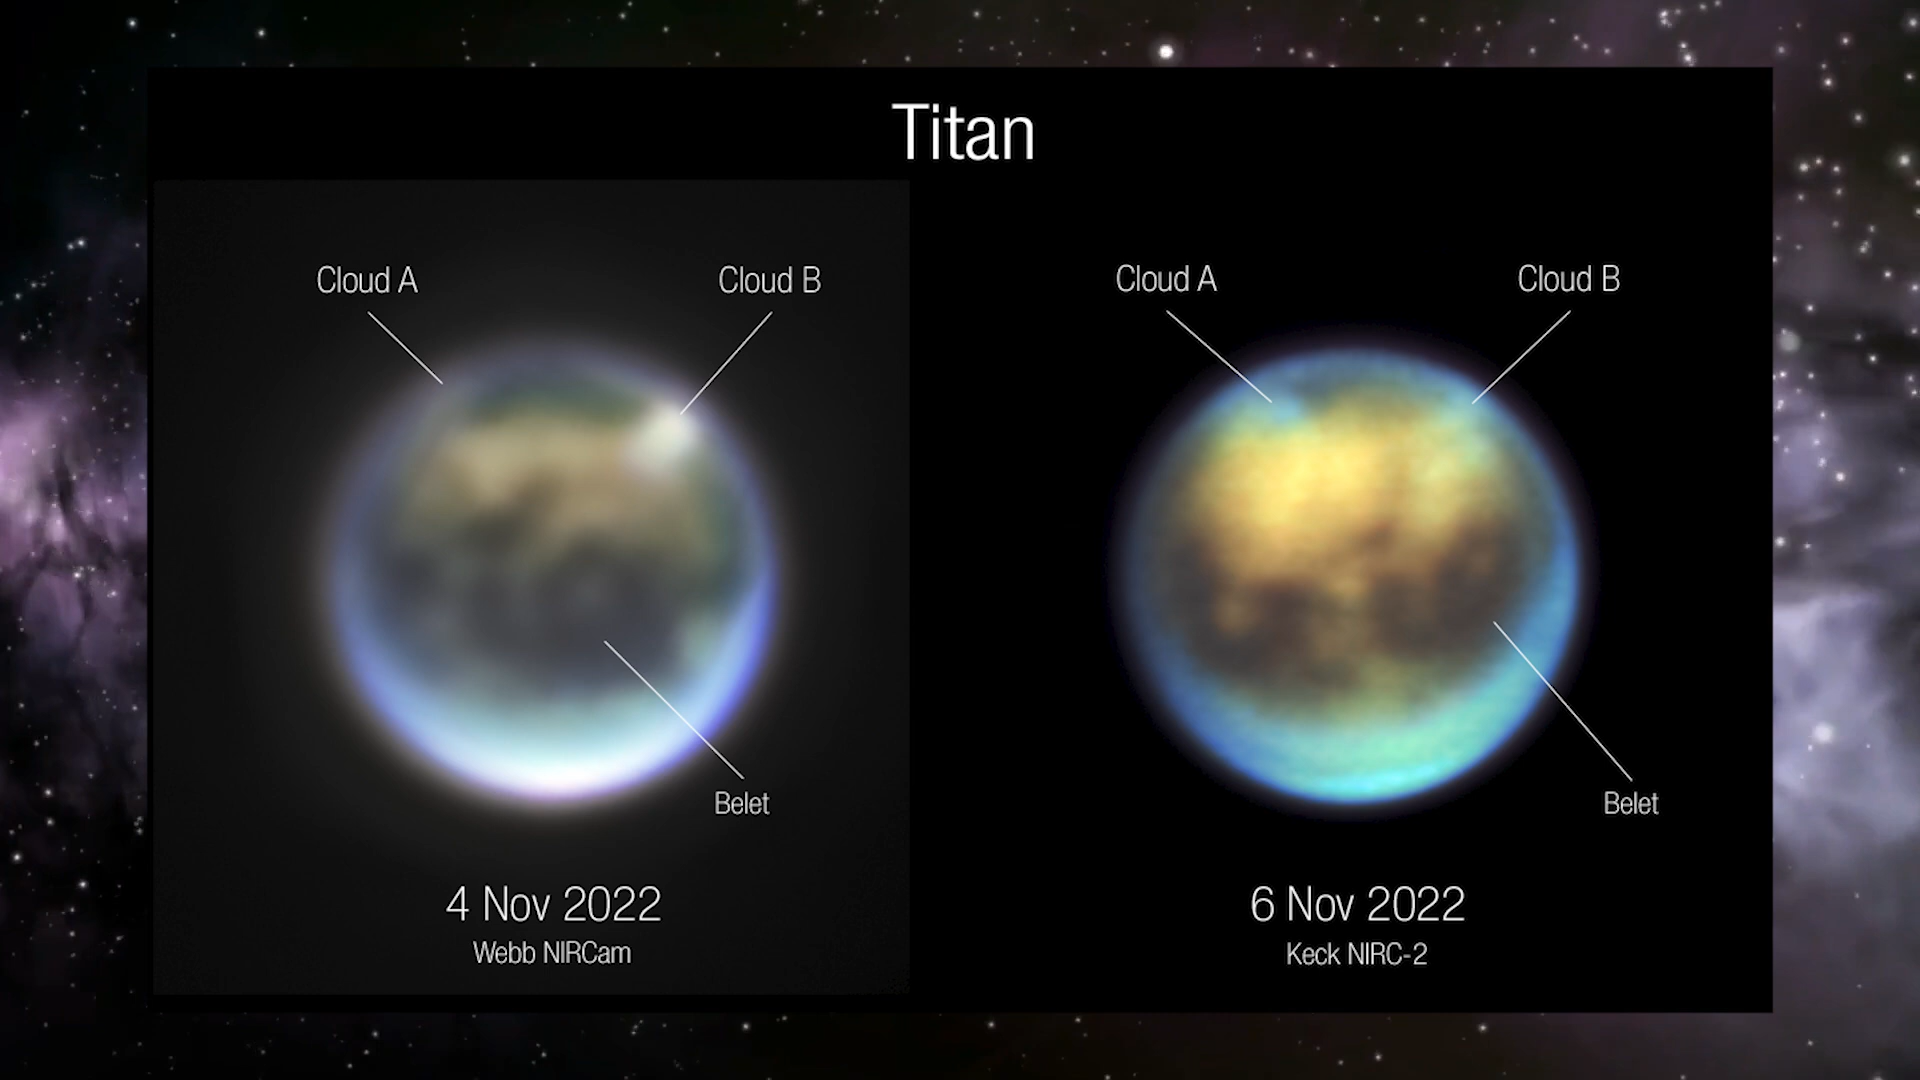 Titan
Cloud A
Cloud B
Cloud A
Cloud B
Belet
Belet
4 Nov 2022
Webb NIRCam
6 Nov 2022
Keck NIRC-2